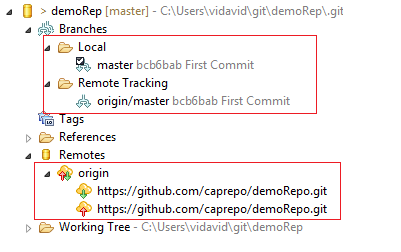 > demoRep [master] - C:\Users\vidavid\git\demoRep\.git
Branches
Local
master bcb6bab First Commit
Remote Tracking
origin/master bcb6bab First Commit
Tags
References
Remotes
origin
https://github.com/caprepo/demoRepo.git
https://github.com/caprepo/demoRepo.git
Working Tree - C:\Users\vidavid\git\demoRep